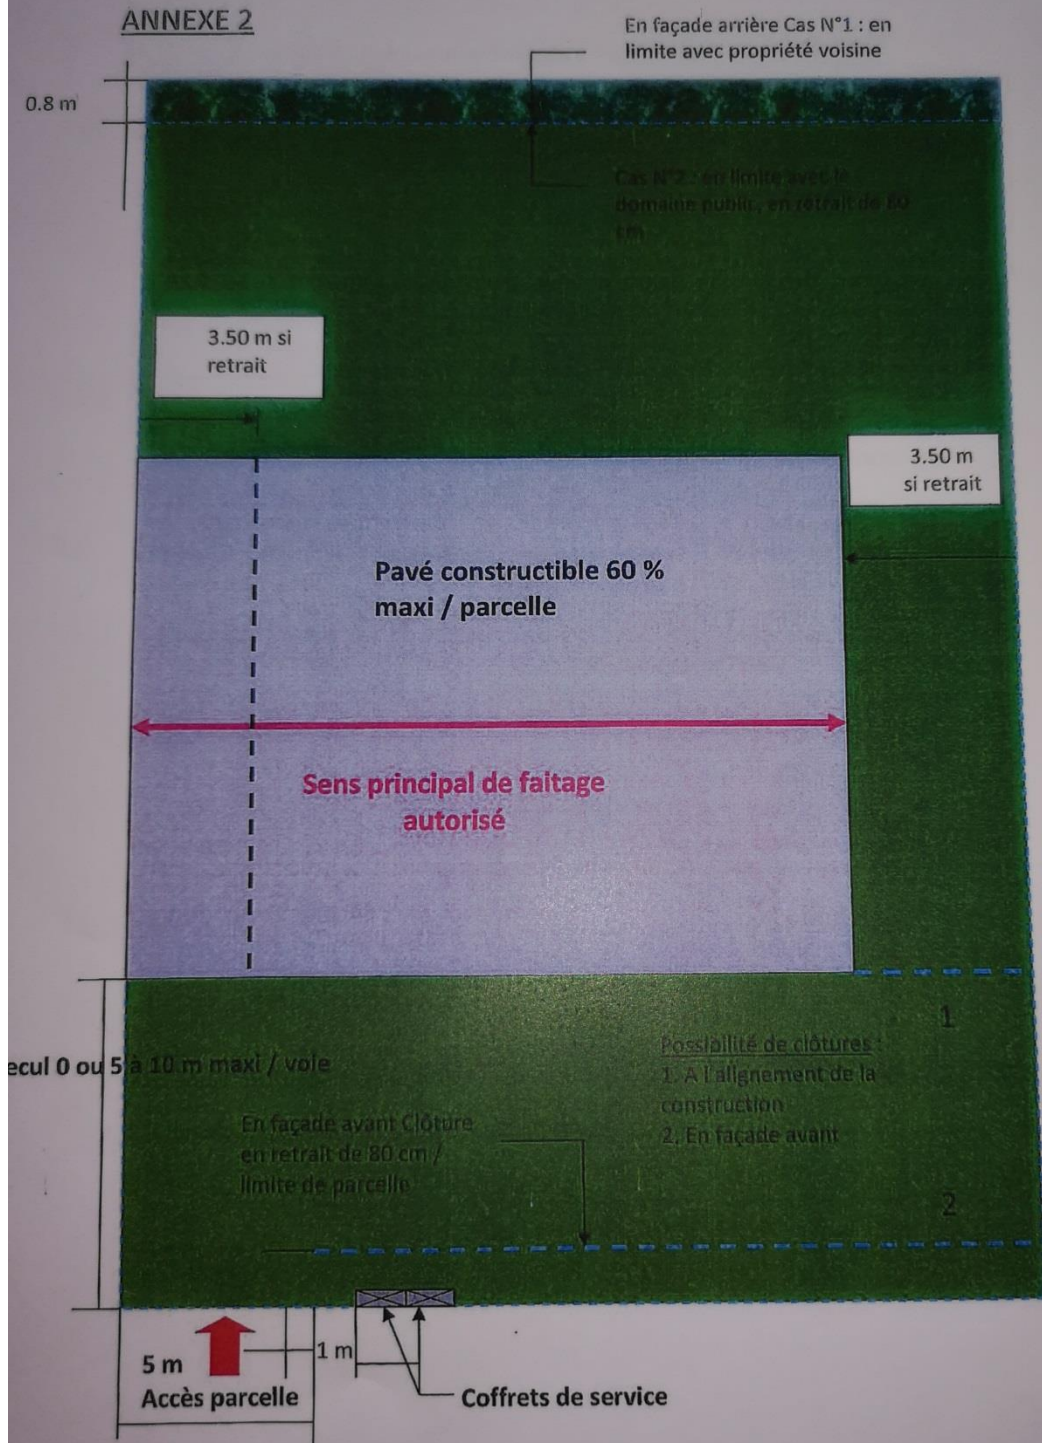 ANNEXE 2
En façade arrière Cas N°1 : en
limite avec propriété voisine
0.8 m
Cas N°2 : en limite avec le
domaine public, en retrait de 80
cm
3.50 m si
retrait
3.50 m
si retrait
Pavé constructible 60 %
maxi / parcelle
Sens principal de faitage
autorisé
1
ecul 0 ou 5 à 10 m maxi / voie
Possibilité de clôtures :
1. A l'alignement de la
construction
2. En façade avant
En façade avant Clôture
en retrait de 80 cm /
limite de parcelle
2
1 m
5 m
Accès parcelle
Coffrets de service